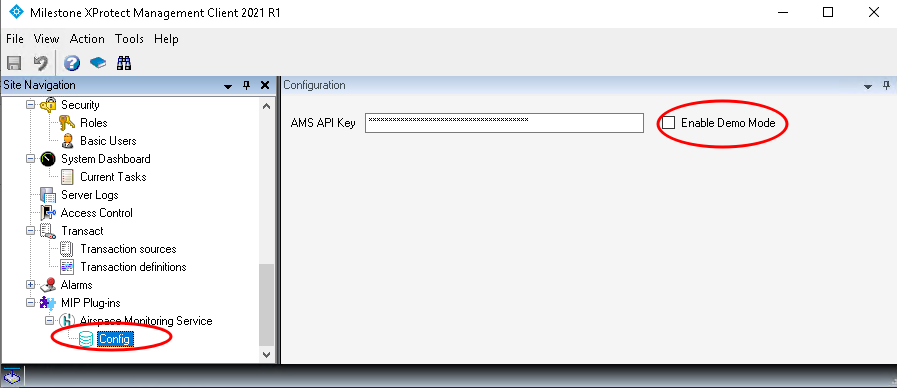 Milestone XProtect Management Client 2021 R1
File View Action Tools Help
Site Navigation
Configuration
Security
Roles
Basic Users
System Dashboard
Current Tasks
Server Logs
Access Control
Transact
Transaction sources
Transaction definitions
Alarms
MIP Plug-ins
Airspace Monitoring Service
Config
AMS API Key
Enable Demo Mode